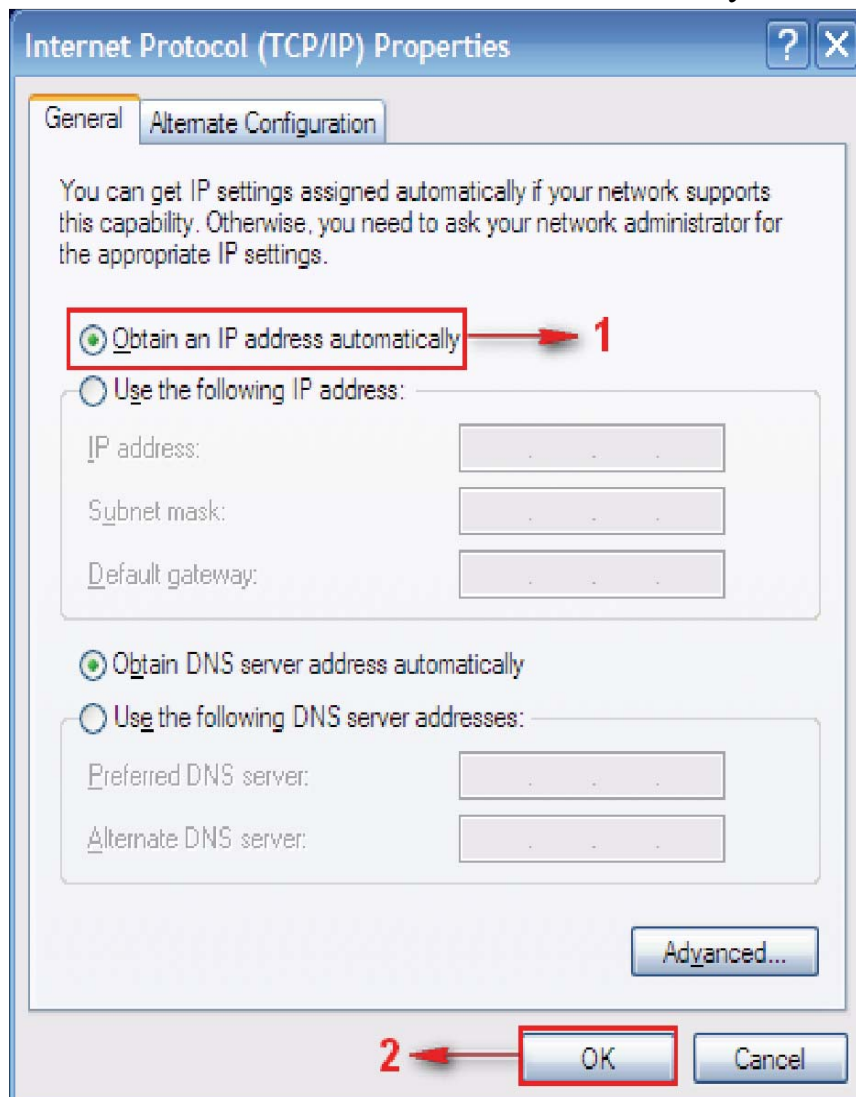 Internet Protocol (TCP/IP) Properties
General
Alternate Configuration
You can get IP settings assigned automatically if your network supports
this capability. Otherwise, you need to ask your network administrator for
the appropriate IP settings.
Obtain an IP address automatically
1
Use the following IP address:
IP address:
Subnet mask:
Default gateway:
Obtain DNS server address automatically
Use the following DNS server addresses:
Preferred DNS server:
Alternate DNS server:
Advanced...
2
OK
Cancel